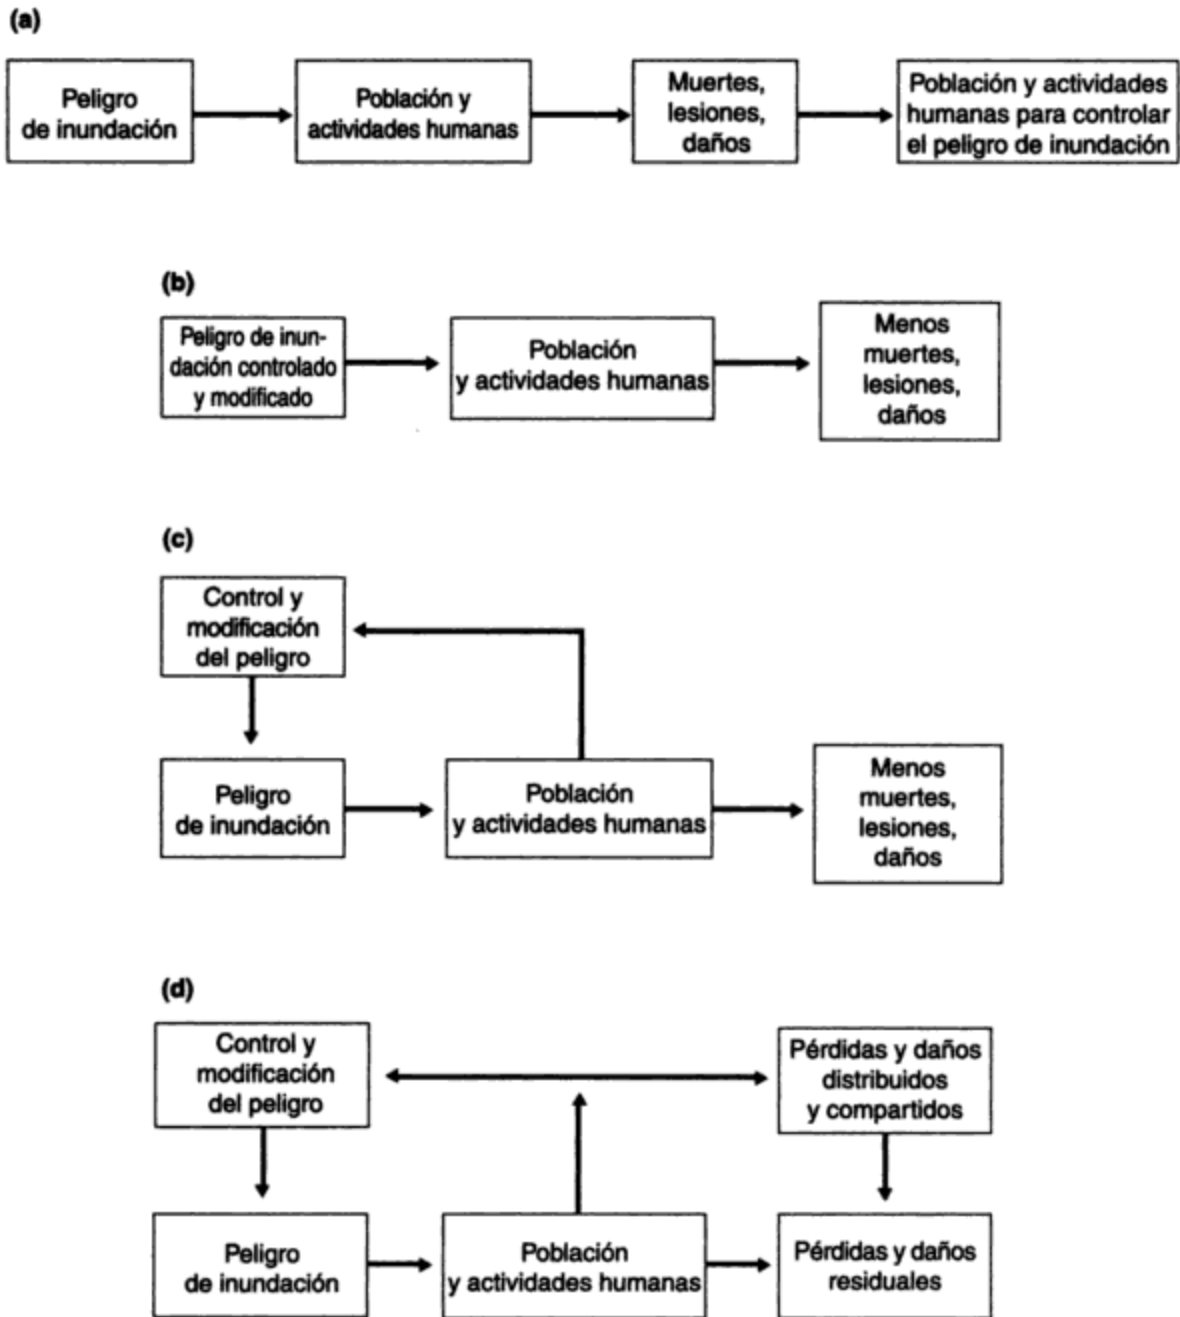 (a)
Peligro
de inundación
Población y
actividades humanas
Muertes,
lesiones,
daños
Población y actividades
humanas para controlar
el peligro de inundación
(b)
Peligro de inun-
dación controlado
y modificado
Población
y actividades humanas
Menos
muertes,
lesiones,
daños
(c)
Control y
modificación
del peligro
Peligro
de inundación
Población
y actividades humanas
Menos
muertes,
lesiones,
daños
(d)
Control y
modificación
del peligro
Pérdidas y daños
distribuidos
y compartidos
Peligro
de inundación
Población
y actividades humanas
Pérdidas y daños
residuales